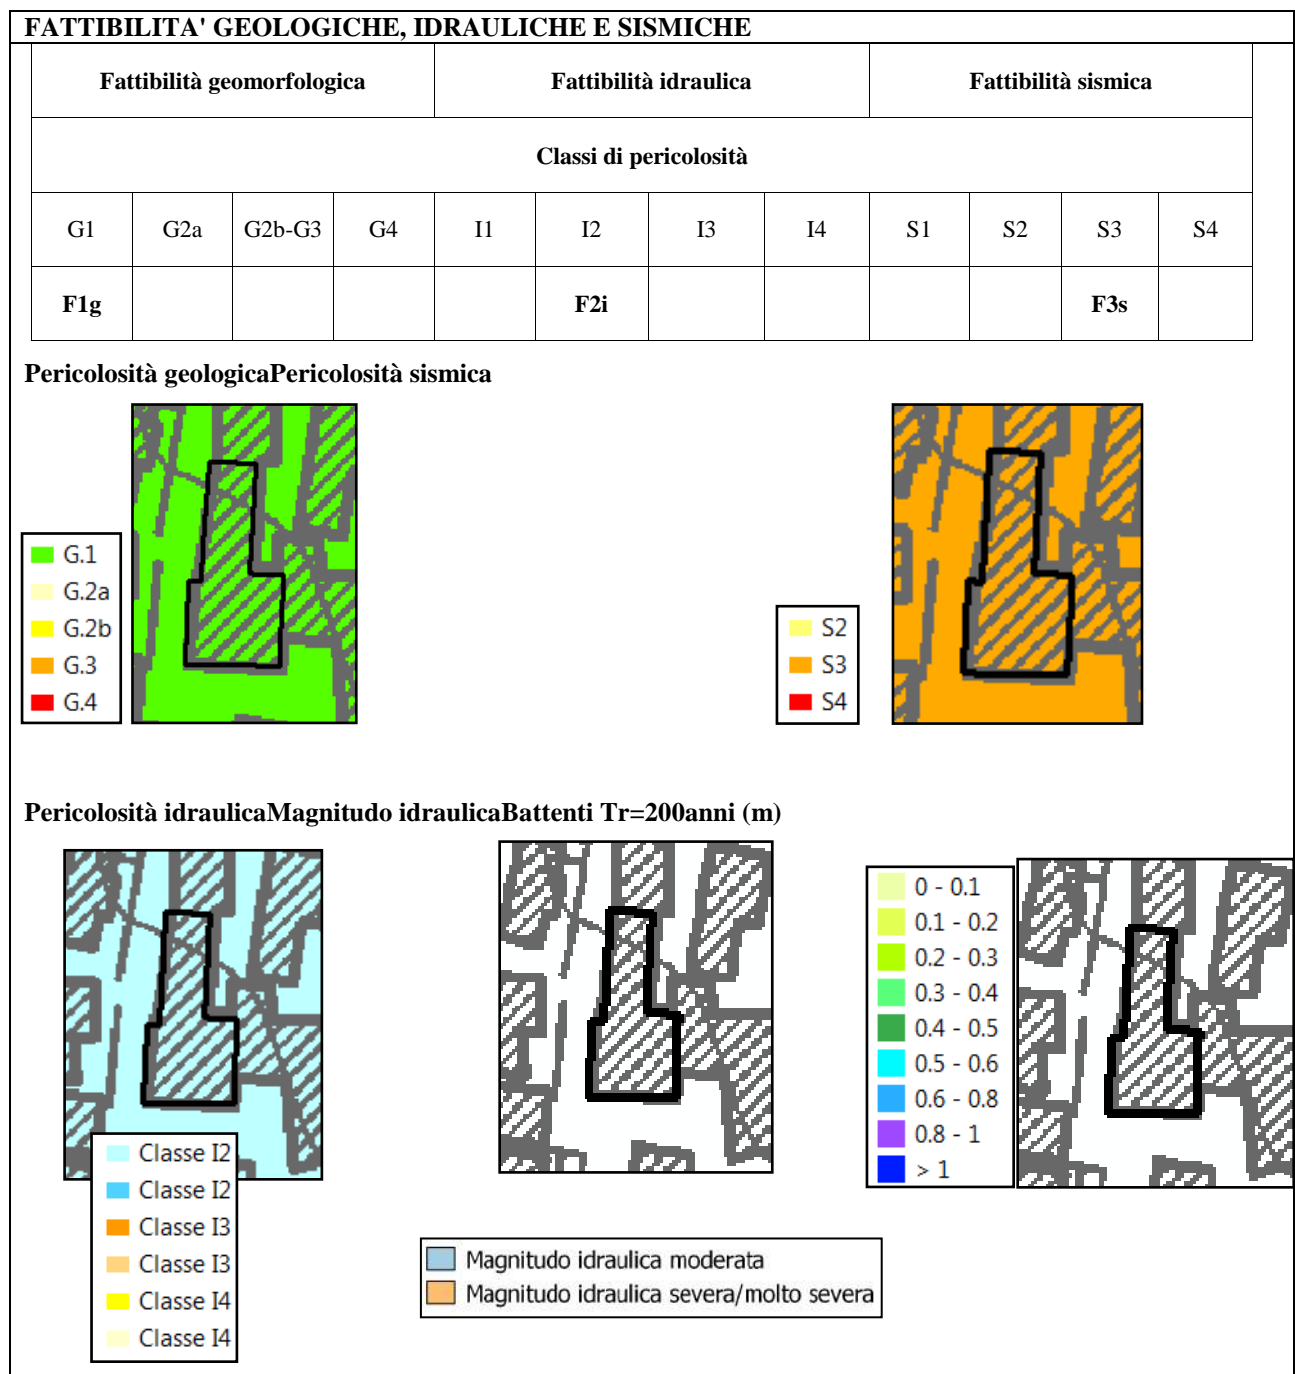 FATTIBILITA' GEOLOGICHE, IDRAULICHE E SISMICHE
Fattibilità geomorfologica Fattibilità idraulica Fattibilità sismica
Classi di pericolosità
G1 G2a G2b-G3 G4 I1 I2 I3 I4 S1 S2 S3 S4
F1g F2i F3s
Pericolosità geologicaPericolosità sismica
G.1
G.2a
G.2b
G.3
G.4
S2
S3
S4
Pericolosità idraulicaMagnitudo idraulicaBattenti Tr=200anni (m)
Classe I2
Classe I2
Classe I3
Classe I3
Classe I4
Classe I4
Magnitudo idraulica moderata
Magnitudo idraulica severa/molto severa
0 - 0.1
0.1 - 0.2
0.2 - 0.3
0.3 - 0.4
0.4 - 0.5
0.5 - 0.6
0.6 - 0.8
0.8 - 1
> 1